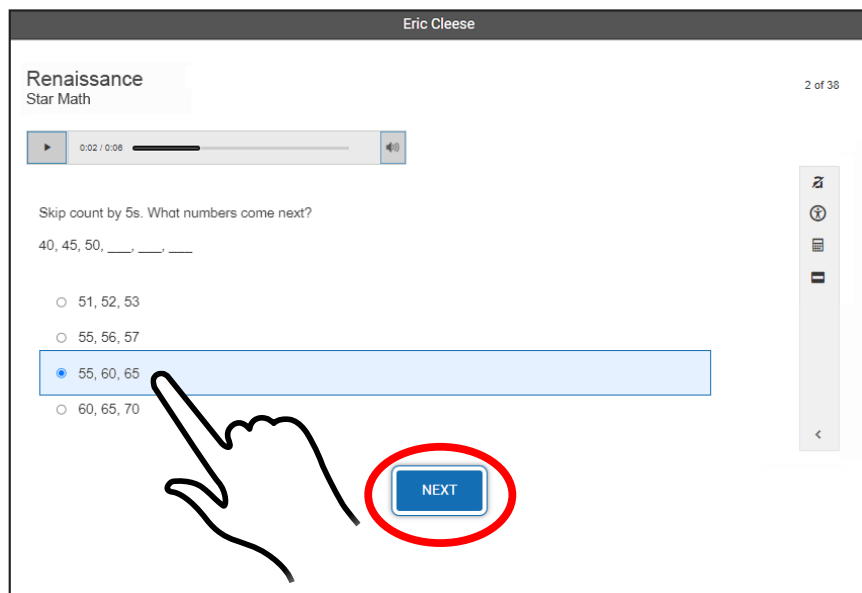 Eric Cleese
Renaissance
Star Math
2 of 38
0:02 / 0:06
Skip count by 5s. What numbers come next?
40, 45, 50, ___, ___, ___
51, 52, 53
55, 56, 57
55, 60, 65
60, 65, 70
NEXT